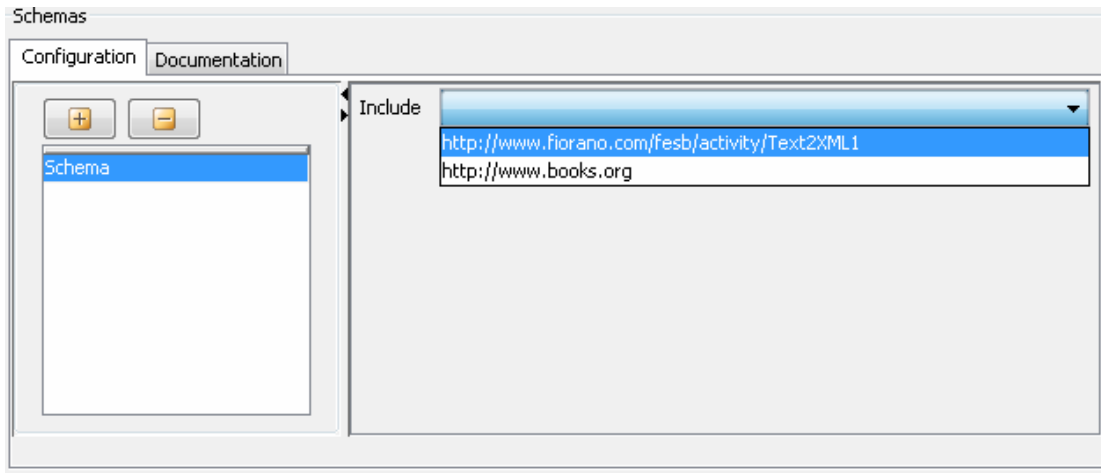 Schemas
Configuration Documentation
Include
http://www.fiorano.com/fesb/activity/Text2XML1
http://www.books.org
Schema